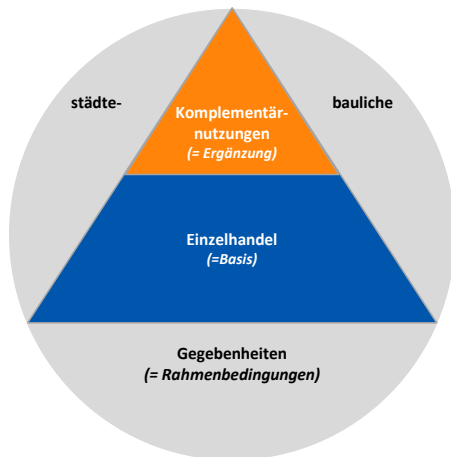 städte-
bauliche
Komplementär-
nutzungen
(= Ergänzung)
Einzelhandel
(=Basis)
Gegebenheiten
(= Rahmenbedingungen)